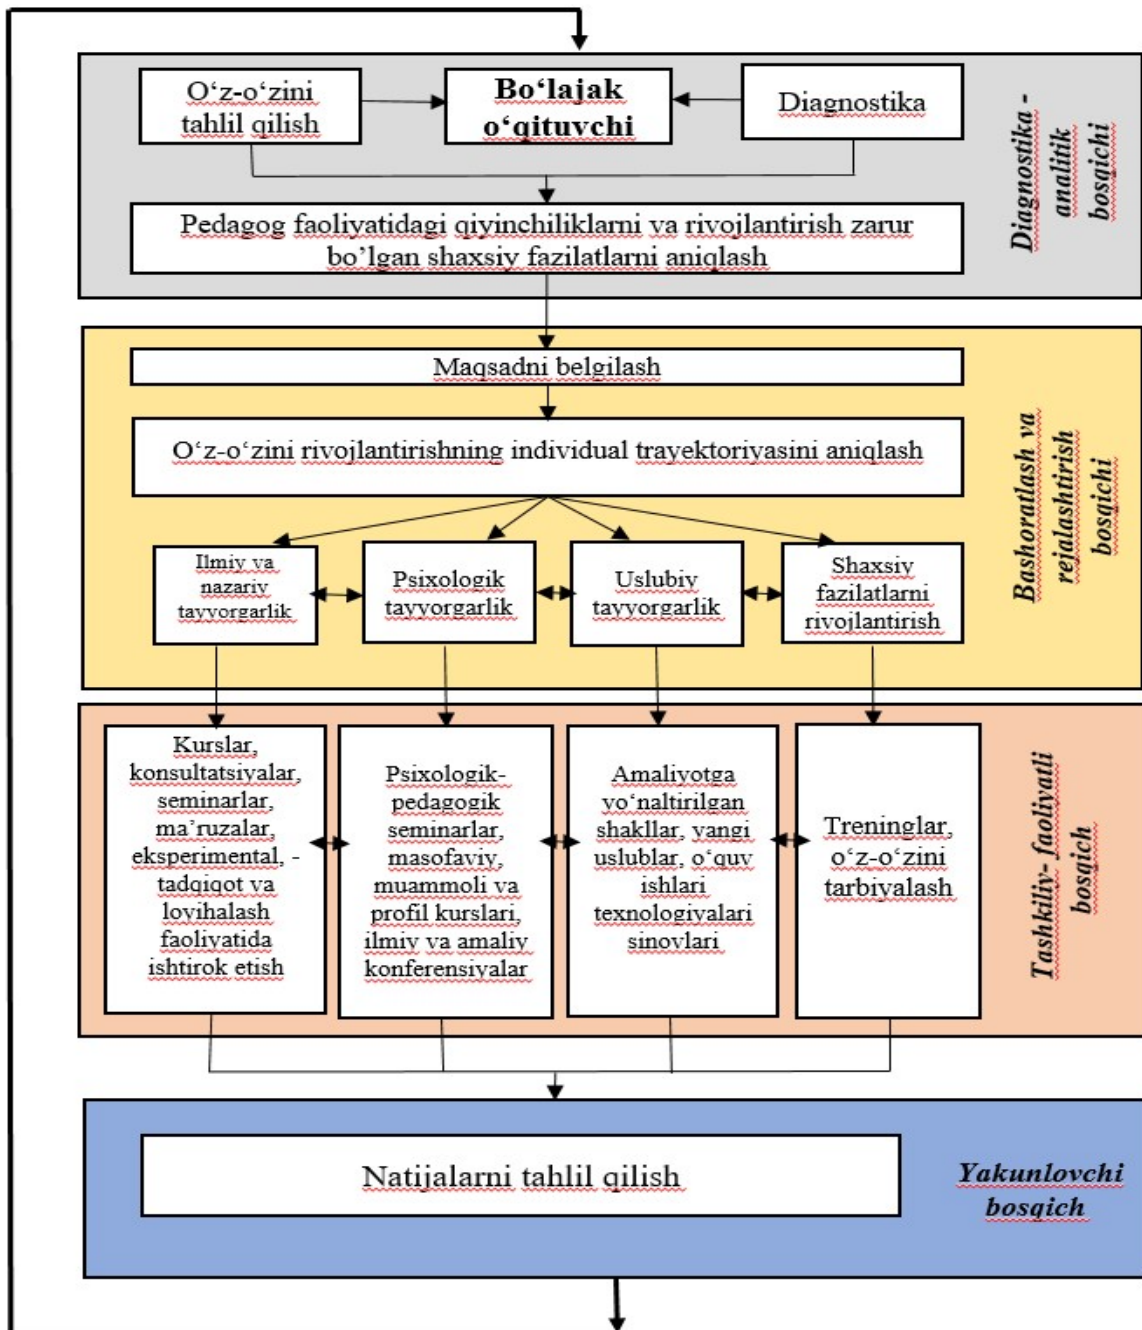 O‘z-o‘zini
tahlil qilish
Bo‘lajak
o‘qituvchi
Diagnostika
Pedagog faoliyatidagi qiyinchiliklarni va rivojlantirish zarur
bo’lgan shaxsiy fazilatlarni aniqlash
Diagnostika -
analitik
bosqichi
Maqsadni belgilash
O‘z-o‘zini rivojlantirishning individual trayektoriyasini aniqlash
Ilmiy va
nazariy
tayyorgarlik
Psixologik
tayyorgarlik
Uslubiy
tayyorgarlik
Shaxsiy
fazilatlarni
rivojlantirish
Bashoratlash va
rejalashtirish
bosqichi
Kurslar,
konsultatsiyalar,
seminarlar,
ma’ruzalar,
eksperimental, -
tadqiqot va
loyihalash
faoliyatida
ishtirok etish
Psixologik-
pedagogik
seminarlar,
masofaviy,
muammoli va
profil kurslari,
ilmiy va amaliy
konferensiyalar
Amaliyotga
yo‘naltirilgan
shakllar, yangi
uslublar, o‘quv
ishlari
texnologiyalari
sinovlari
Treninglar,
o‘z-o‘zini
tarbiyalash
Tashkiliy- faoliyatli
bosqich
Natijalarni tahlil qilish
Yakunlovchi
bosqich